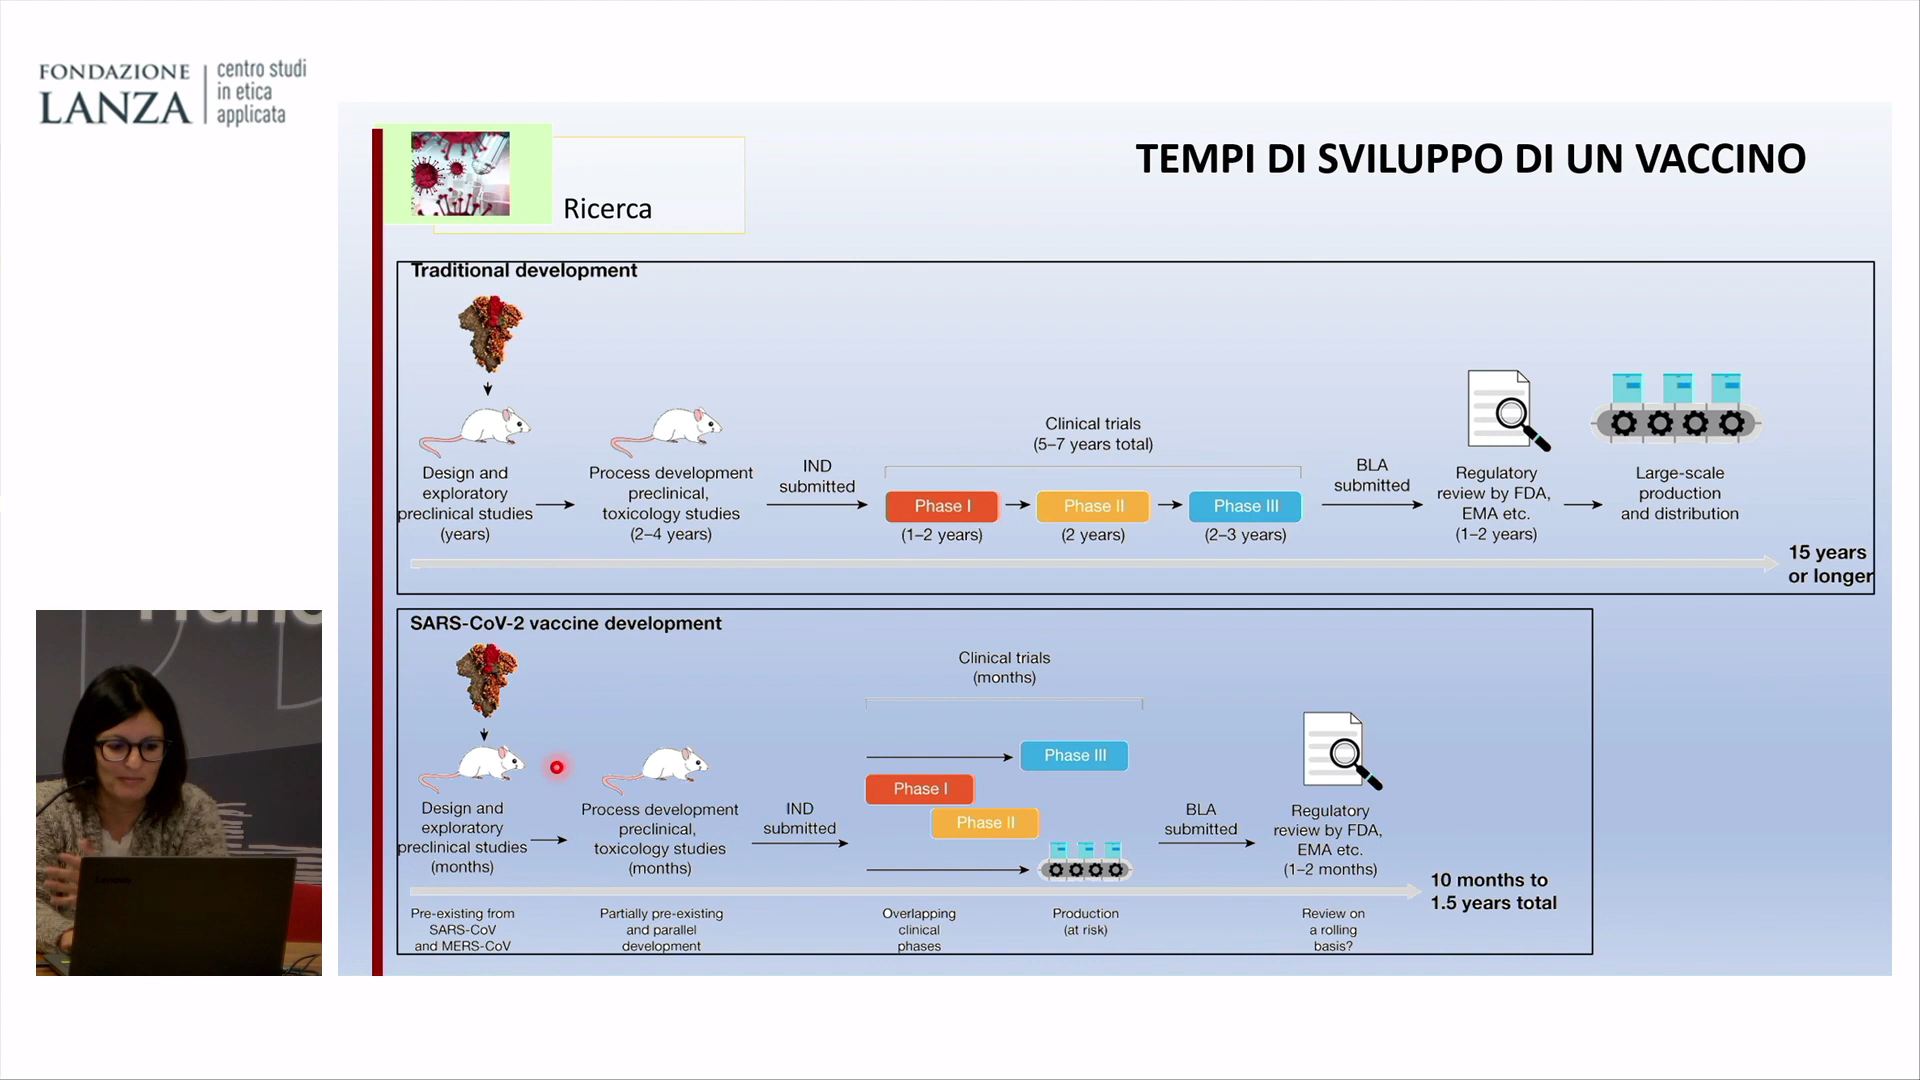 FONDAZIONE
LANZA
centro studi
in etica
applicata
TEMPI DI SVILUPPO DI UN VACCINO
Ricerca
Traditional development
Clinical trials
(5–7 years total)
Design and
exploratory
preclinical studies
(years)
Process development
preclinical,
toxicology studies
(2–4 years)
IND
submitted
Phase I
(1–2 years)
Phase II
(2 years)
Phase III
(2–3 years)
BLA
submitted
Regulatory
review by FDA,
EMA etc.
(1–2 years)
Large-scale
production
and distribution
15 years
or longer
SARS-CoV-2 vaccine development
Clinical trials
(months)
Design and
exploratory
preclinical studies
(months)
Process development
preclinical,
toxicology studies
(months)
IND
submitted
Phase III
Phase I
Phase II
BLA
submitted
Regulatory
review by FDA,
EMA etc.
(1–2 months)
10 months to
1.5 years total
Pre-existing from
SARS-CoV
and MERS-CoV
Partially pre-existing
and parallel
development
Overlapping
clinical
phases
Production
(at risk)
Review on
a rolling
basis?